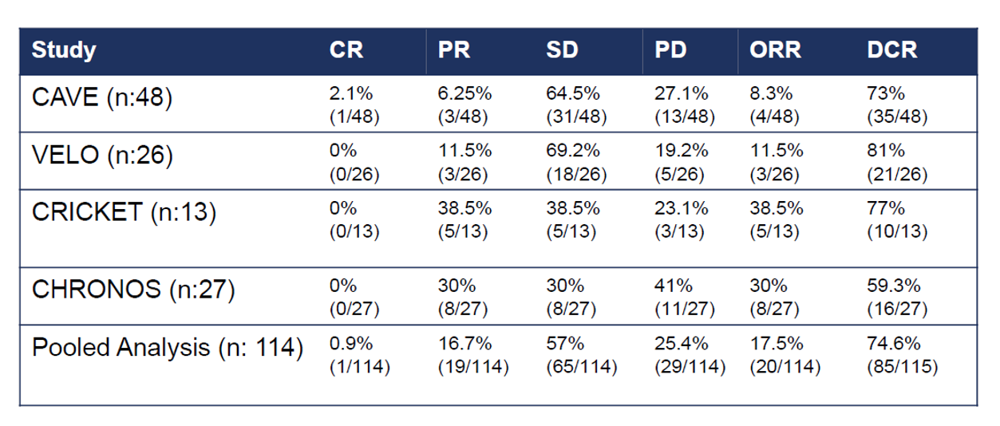 Study CR PR SD PD ORR DCR
CAVE (n:48) 2.1% 6.25% 64.5% 27.1% 8.3% 73%
(1/48) (3/48) (31/48) (13/48) (4/48) (35/48)
VELO (n:26) 0% 11.5% 69.2% 19.2% 11.5% 81%
(0/26) (3/26) (18/26) (5/26) (3/26) (21/26)
CRICKET (n:13) 0% 38.5% 38.5% 23.1% 38.5% 77%
(0/13) (5/13) (5/13) (3/13) (5/13) (10/13)
CHRONOS (n:27) 0% 30% 30% 41% 30% 59.3%
(0/27) (8/27) (8/27) (11/27) (8/27) (16/27)
Pooled Analysis (n: 114) 0.9% 16.7% 57% 25.4% 17.5% 74.6%
(1/114) (19/114) (65/114) (29/114) (20/114) (85/115)